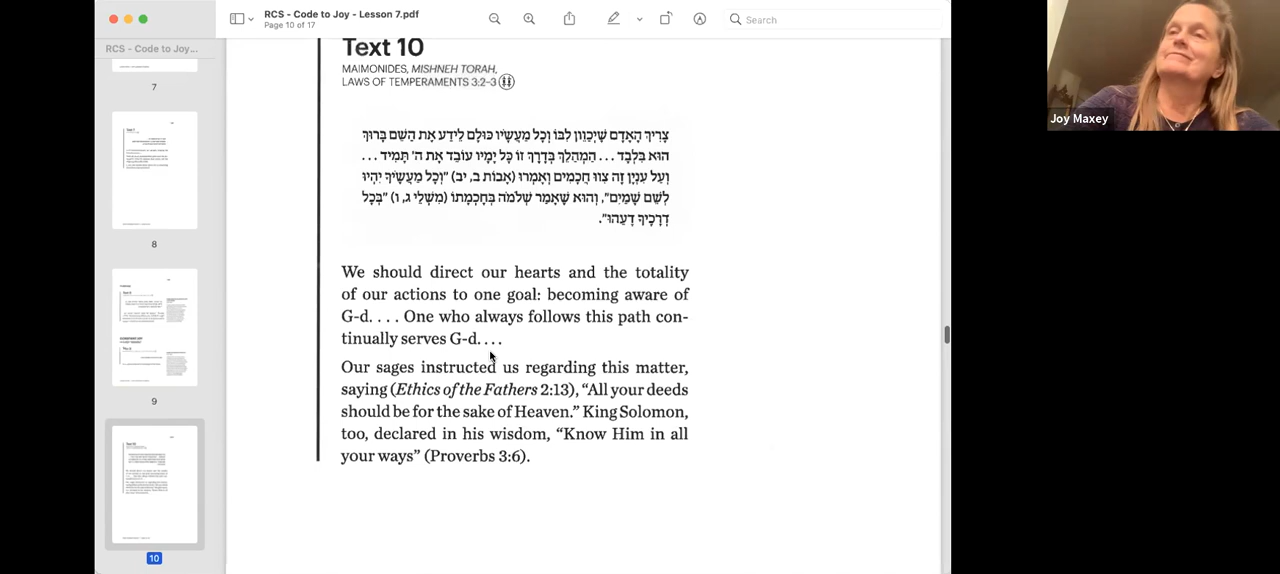 RCS - Code to Joy - Lesson 7.pdf
Page 10 of 17
Search
RCS - Code to Joy...
7
8
9
10
Text 10
MAIMONIDES, MISHNEH TORAH,
LAWS OF TEMPERAMENTS 3:2–3
צָרִיךְ הָאָדָם שֶׁיְּכַוֵּון לִבּוֹ וְכָל מַעֲשָׂיו כּוּלָּם לֵידַע אֶת הַשֵּׁם בָּרוּךְ
הוּא בִּלְבַד ... הַמְהַלֵּךְ בְּדֶרֶךְ זוֹ כָּל יָמָיו עוֹבֵד אֶת ה' תָּמִיד ...
וְעַל עִנְיָן זֶה צִוּוּ חֲכָמִים וְאָמְרוּ (אָבוֹת ב, יב) "וְכָל מַעֲשֶׂיךָ יִהְיוּ
לְשֵׁם שָׁמַיִם", וְהוּא שֶׁאָמַר שְׁלֹמֹה בְּחָכְמָתוֹ (מִשְׁלֵי ג, ו) "בְּכָל
דְרָכֶיךָ דָעֵהוּ".
We should direct our hearts and the totality
of our actions to one goal: becoming aware of
G-d. . . . One who always follows this path con-
tinually serves G-d. . . .
Our sages instructed us regarding this matter,
saying (Ethics of the Fathers 2:13), “All your deeds
should be for the sake of Heaven.” King Solomon,
too, declared in his wisdom, “Know Him in all
your ways” (Proverbs 3:6).
Joy Maxey